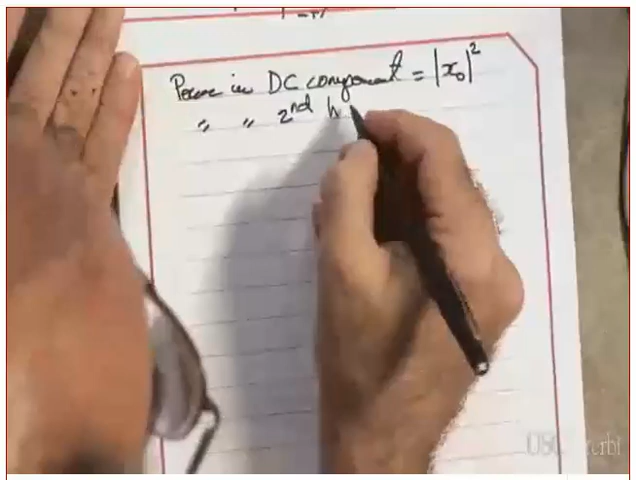 Power in DC component = |x₀|²
" " 2nd h